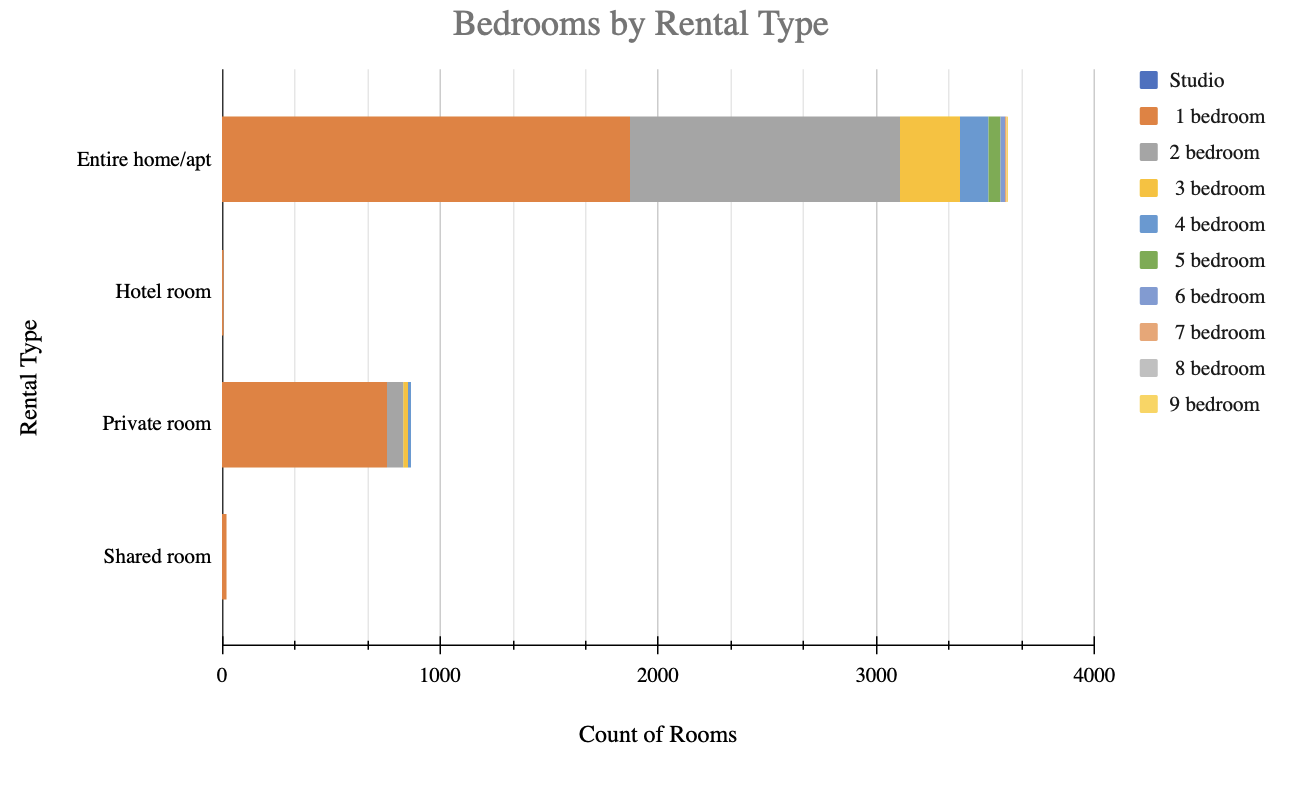 Bedrooms by Rental Type
Studio
1 bedroom
2 bedroom
3 bedroom
4 bedroom
5 bedroom
6 bedroom
7 bedroom
8 bedroom
9 bedroom
Rental Type
Entire home/apt
Hotel room
Private room
Shared room
0 1000 2000 3000 4000
Count of Rooms